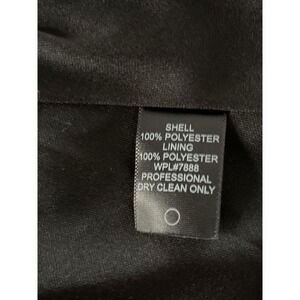 SHELL
100% POLYESTER
LINING
100% POLYESTER
WPL#7888
PROFESSIONAL
DRY CLEAN ONLY